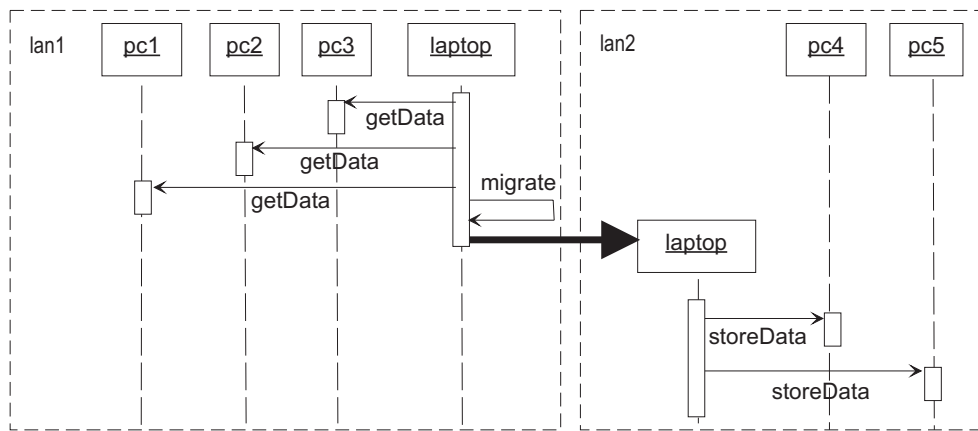 lan1
pc1
pc2
pc3
laptop
lan2
pc4
pc5
getData
getData
getData
migrate
laptop
storeData
storeData